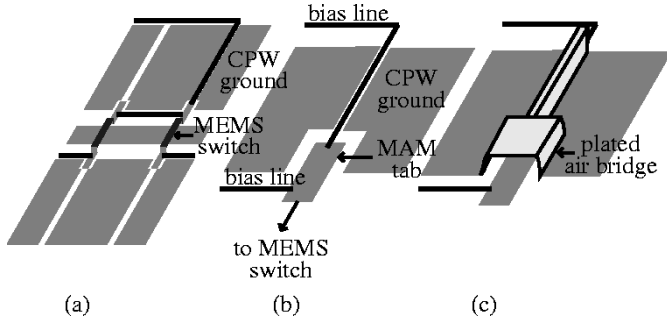 bias line
CPW
ground
MEMS
switch
CPW
ground
MAM
tab
bias line
to MEMS
switch
plated
air bridge
(a)
(b)
(c)